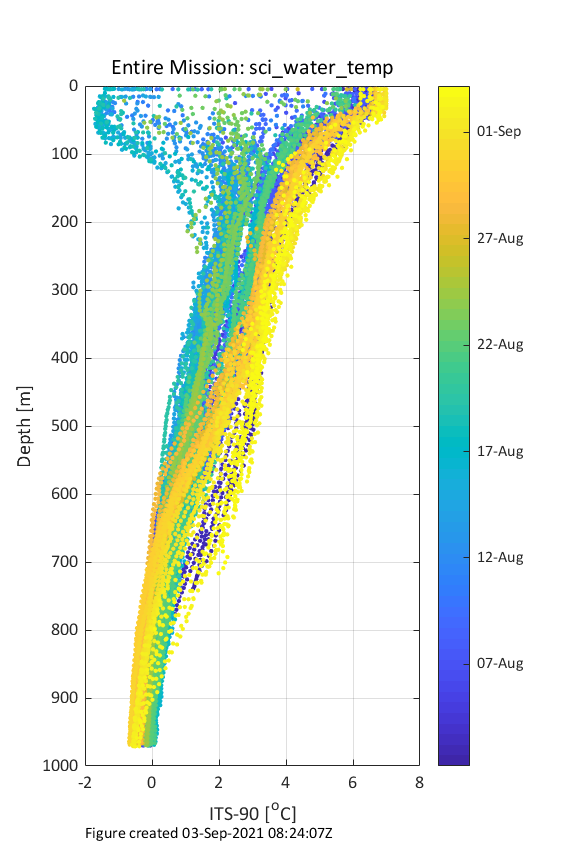 Entire Mission: sci_water_temp
0
100
200
300
400
500
600
700
800
900
1000
Depth [m]
-2 0 2 4 6 8
ITS-90 [°C]
01-Sep
27-Aug
22-Aug
17-Aug
12-Aug
07-Aug
Figure created 03-Sep-2021 08:24:07Z